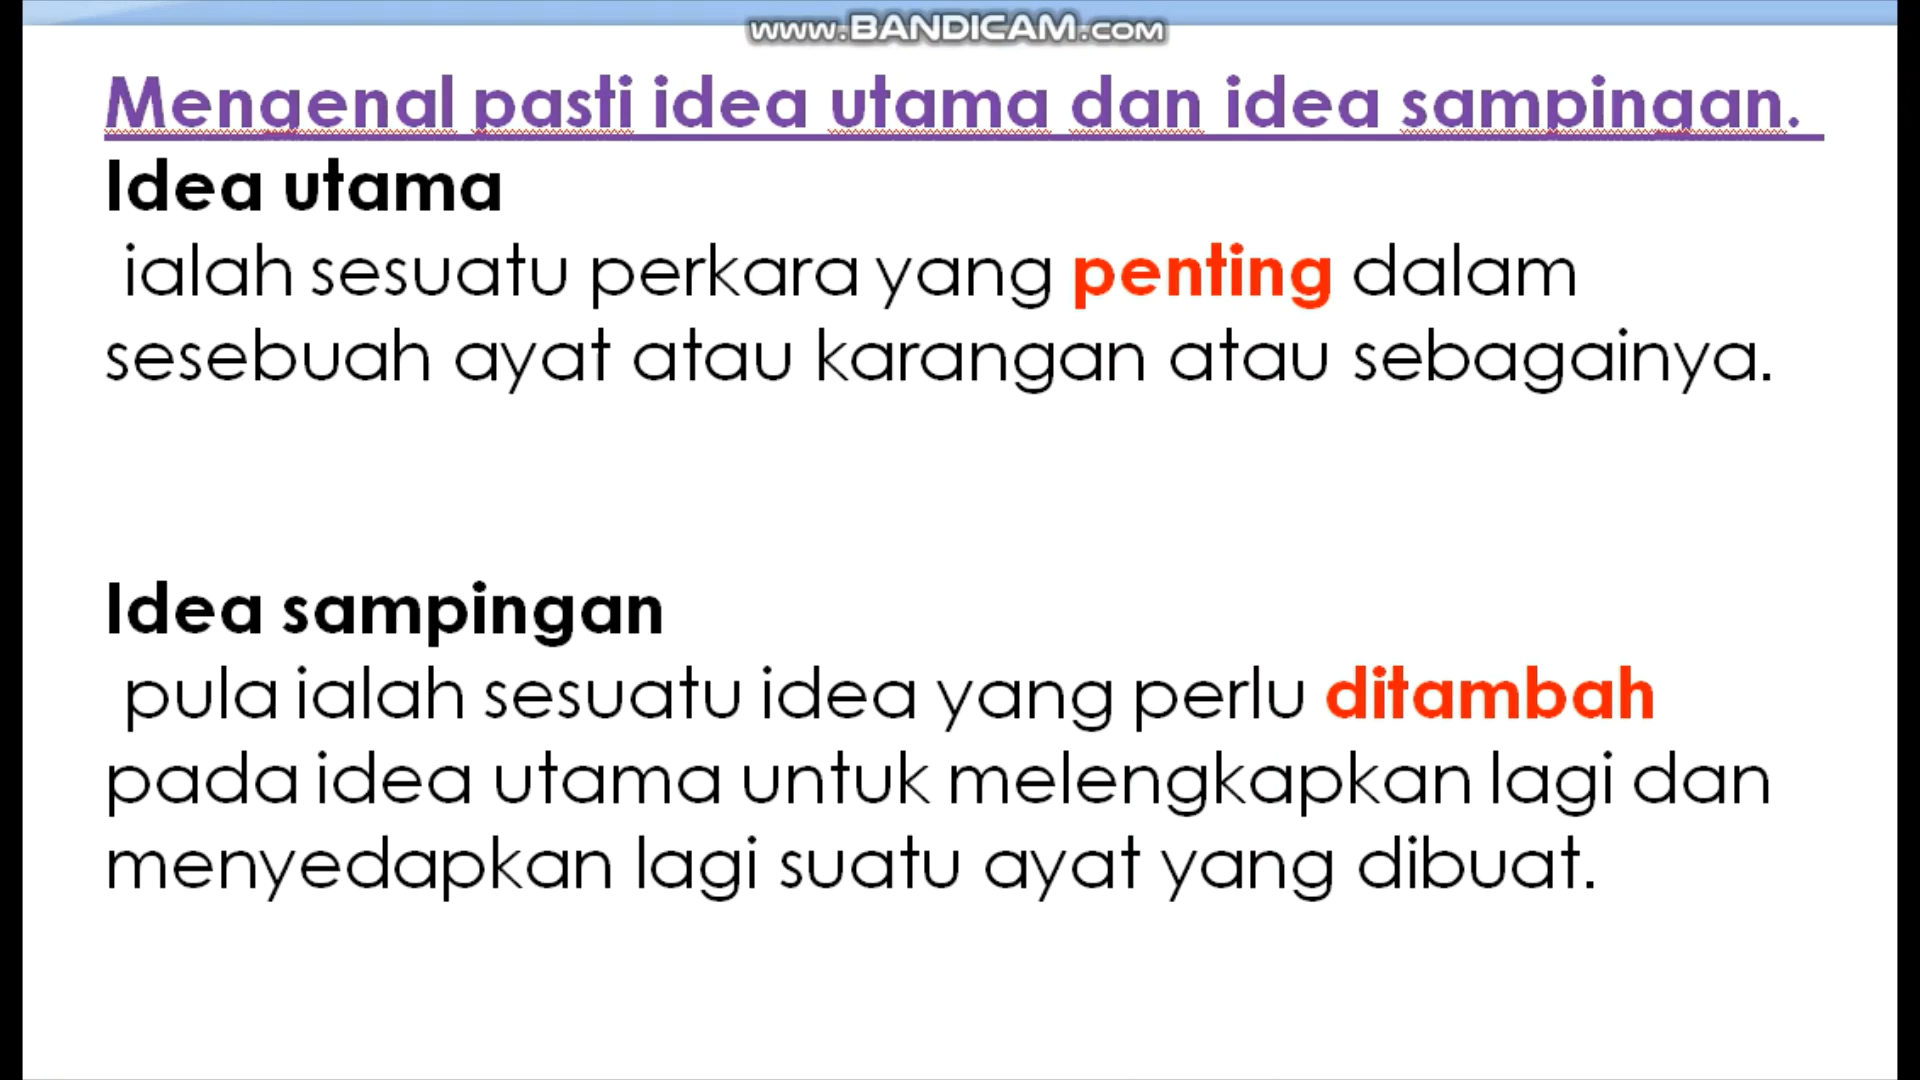 www.BANDICAM.com
Mengenal pasti idea utama dan idea sampingan.
Idea utama
ialah sesuatu perkara yang penting dalam
sesebuah ayat atau karangan atau sebagainya.
Idea sampingan
pula ialah sesuatu idea yang perlu ditambah
pada idea utama untuk melengkapkan lagi dan
menyedapkan lagi suatu ayat yang dibuat.